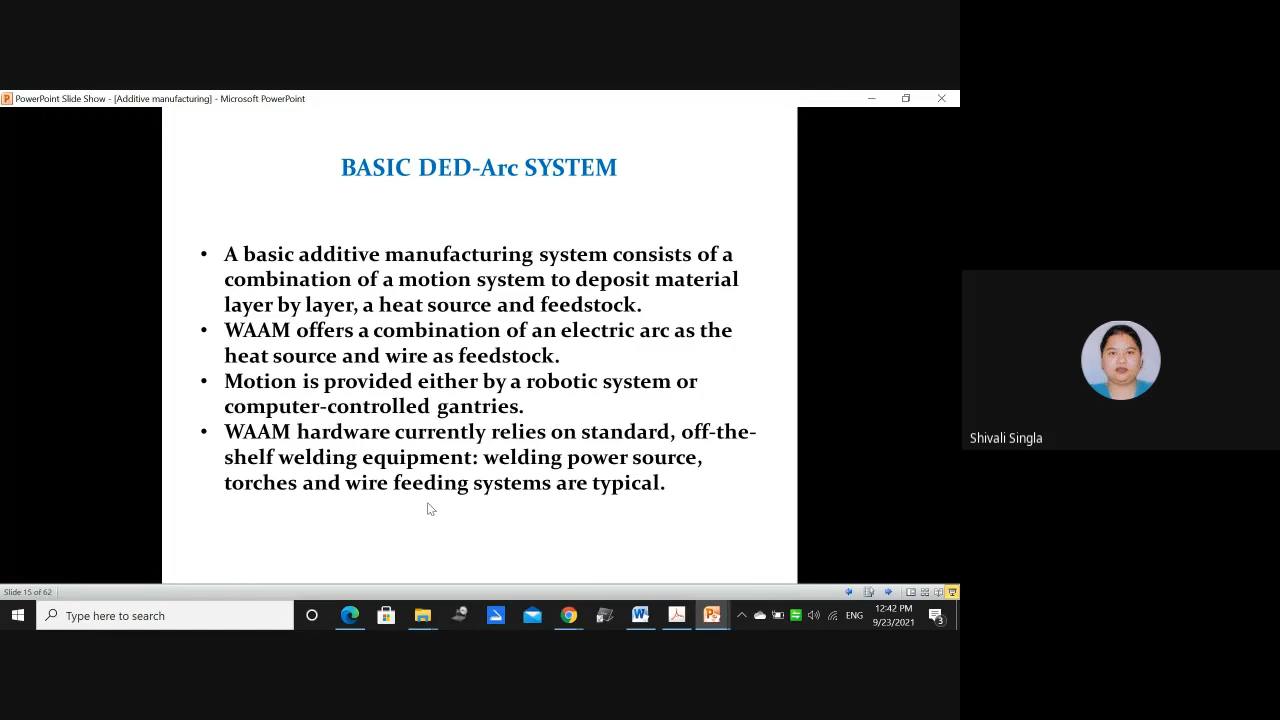 PowerPoint Slide Show - [Additive manufacturing] - Microsoft PowerPoint
BASIC DED-Arc SYSTEM
• A basic additive manufacturing system consists of a
combination of a motion system to deposit material
layer by layer, a heat source and feedstock.
• WAAM offers a combination of an electric arc as the
heat source and wire as feedstock.
• Motion is provided either by a robotic system or
computer-controlled gantries.
• WAAM hardware currently relies on standard, off-the-
shelf welding equipment: welding power source,
torches and wire feeding systems are typical.
Shivali Singla
Slide 15 of 62
Type here to search
ENG
12:42 PM
9/23/2021
3